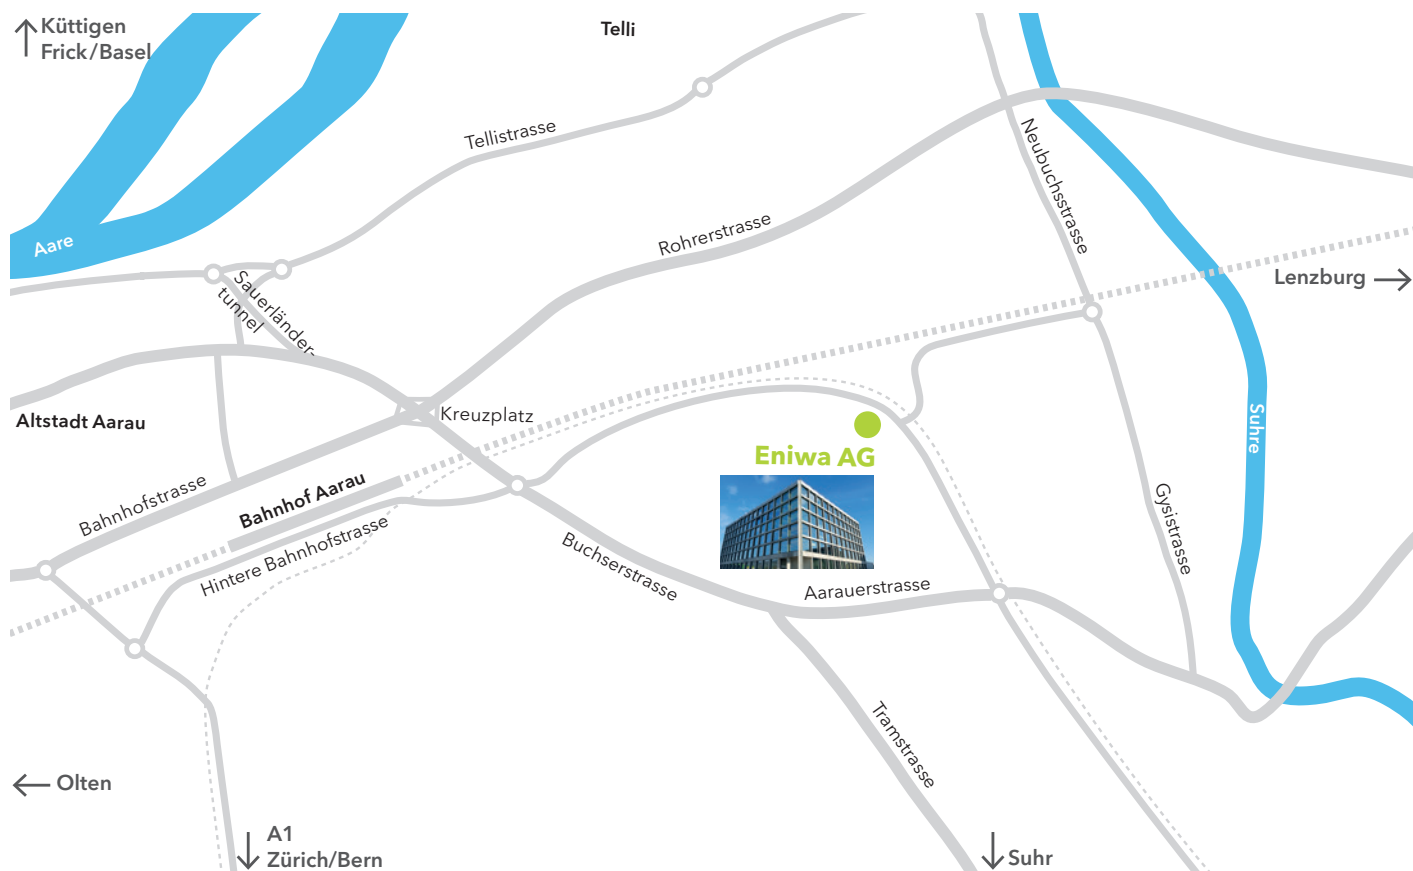 Küttigen
Frick/Basel
Telli
Tellistrasse
Neubuchsstrasse
Rohrerstrasse
Aare
Lenzburg
Sauerländer-
tunnel
Kreuzplatz
Altstadt Aarau
Suhre
Eniwa AG
Bahnhofstrasse
Bahnhof Aarau
Hintere Bahnhofstrasse
Gysistrasse
Buchserstrasse
Aarauerstrasse
Tramstrasse
Olten
A1
Zürich/Bern
Suhr